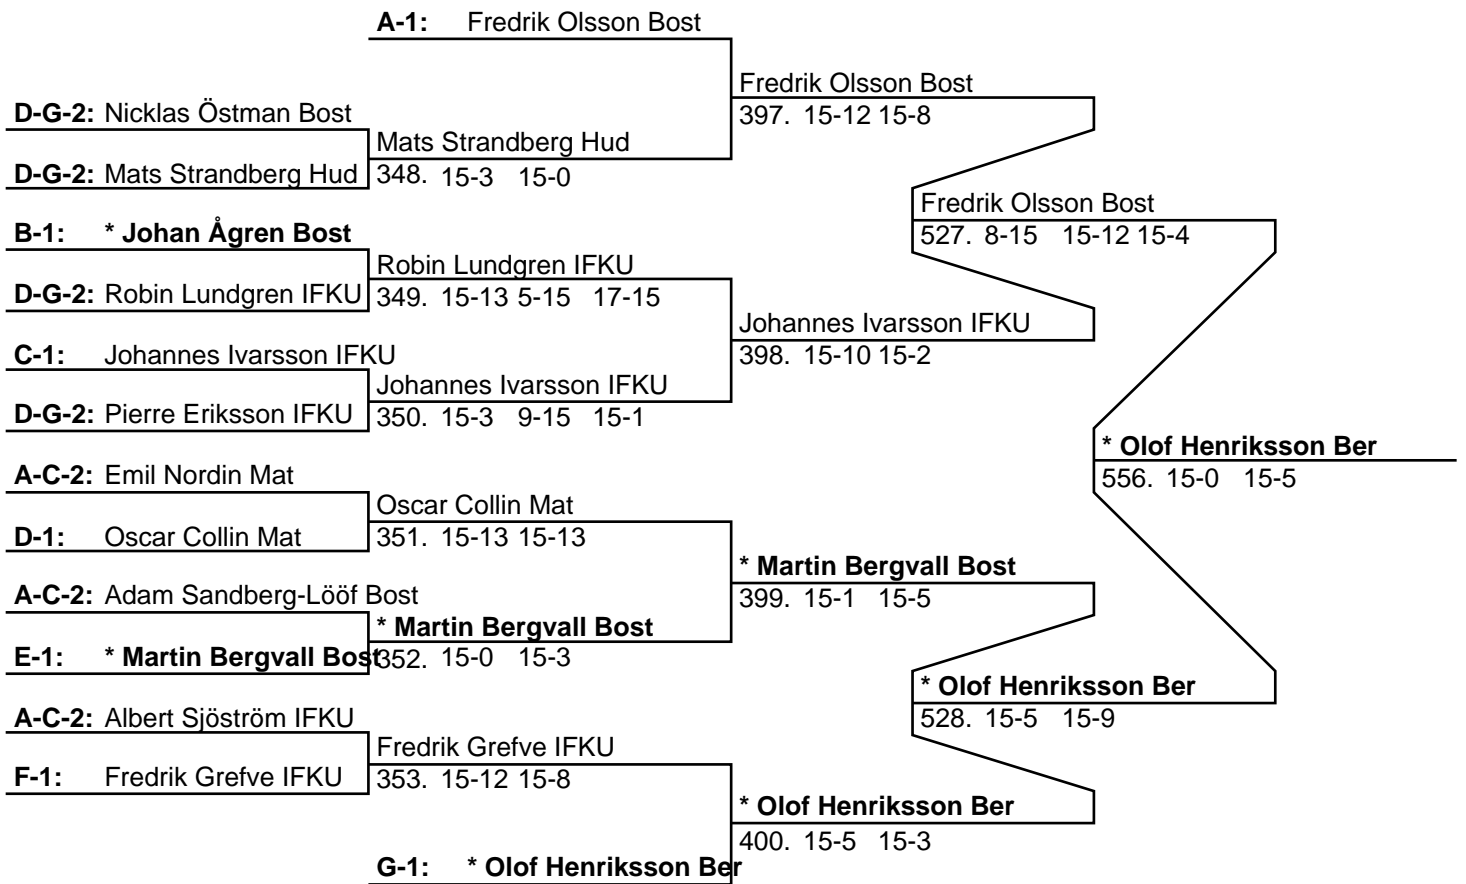 A-1: Fredrik Olsson Bost
Fredrik Olsson Bost
397. 15-12 15-8
D-G-2: Nicklas Östman Bost
Mats Strandberg Hud
348. 15-3 15-0
D-G-2: Mats Strandberg Hud
Fredrik Olsson Bost
527. 8-15 15-12 15-4
B-1: * Johan Ågren Bost
Robin Lundgren IFKU
349. 15-13 5-15 17-15
D-G-2: Robin Lundgren IFKU
Johannes Ivarsson IFKU
398. 15-10 15-2
C-1: Johannes Ivarsson IFKU
Johannes Ivarsson IFKU
350. 15-3 9-15 15-1
D-G-2: Pierre Eriksson IFKU
* Olof Henriksson Ber
556. 15-0 15-5
A-C-2: Emil Nordin Mat
Oscar Collin Mat
351. 15-13 15-13
D-1: Oscar Collin Mat
* Martin Bergvall Bost
399. 15-1 15-5
A-C-2: Adam Sandberg-Lööf Bost
* Martin Bergvall Bost
352. 15-0 15-3
E-1: * Martin Bergvall Bost
* Olof Henriksson Ber
528. 15-5 15-9
A-C-2: Albert Sjöström IFKU
Fredrik Grefve IFKU
353. 15-12 15-8
F-1: Fredrik Grefve IFKU
* Olof Henriksson Ber
400. 15-5 15-3
G-1: * Olof Henriksson Ber